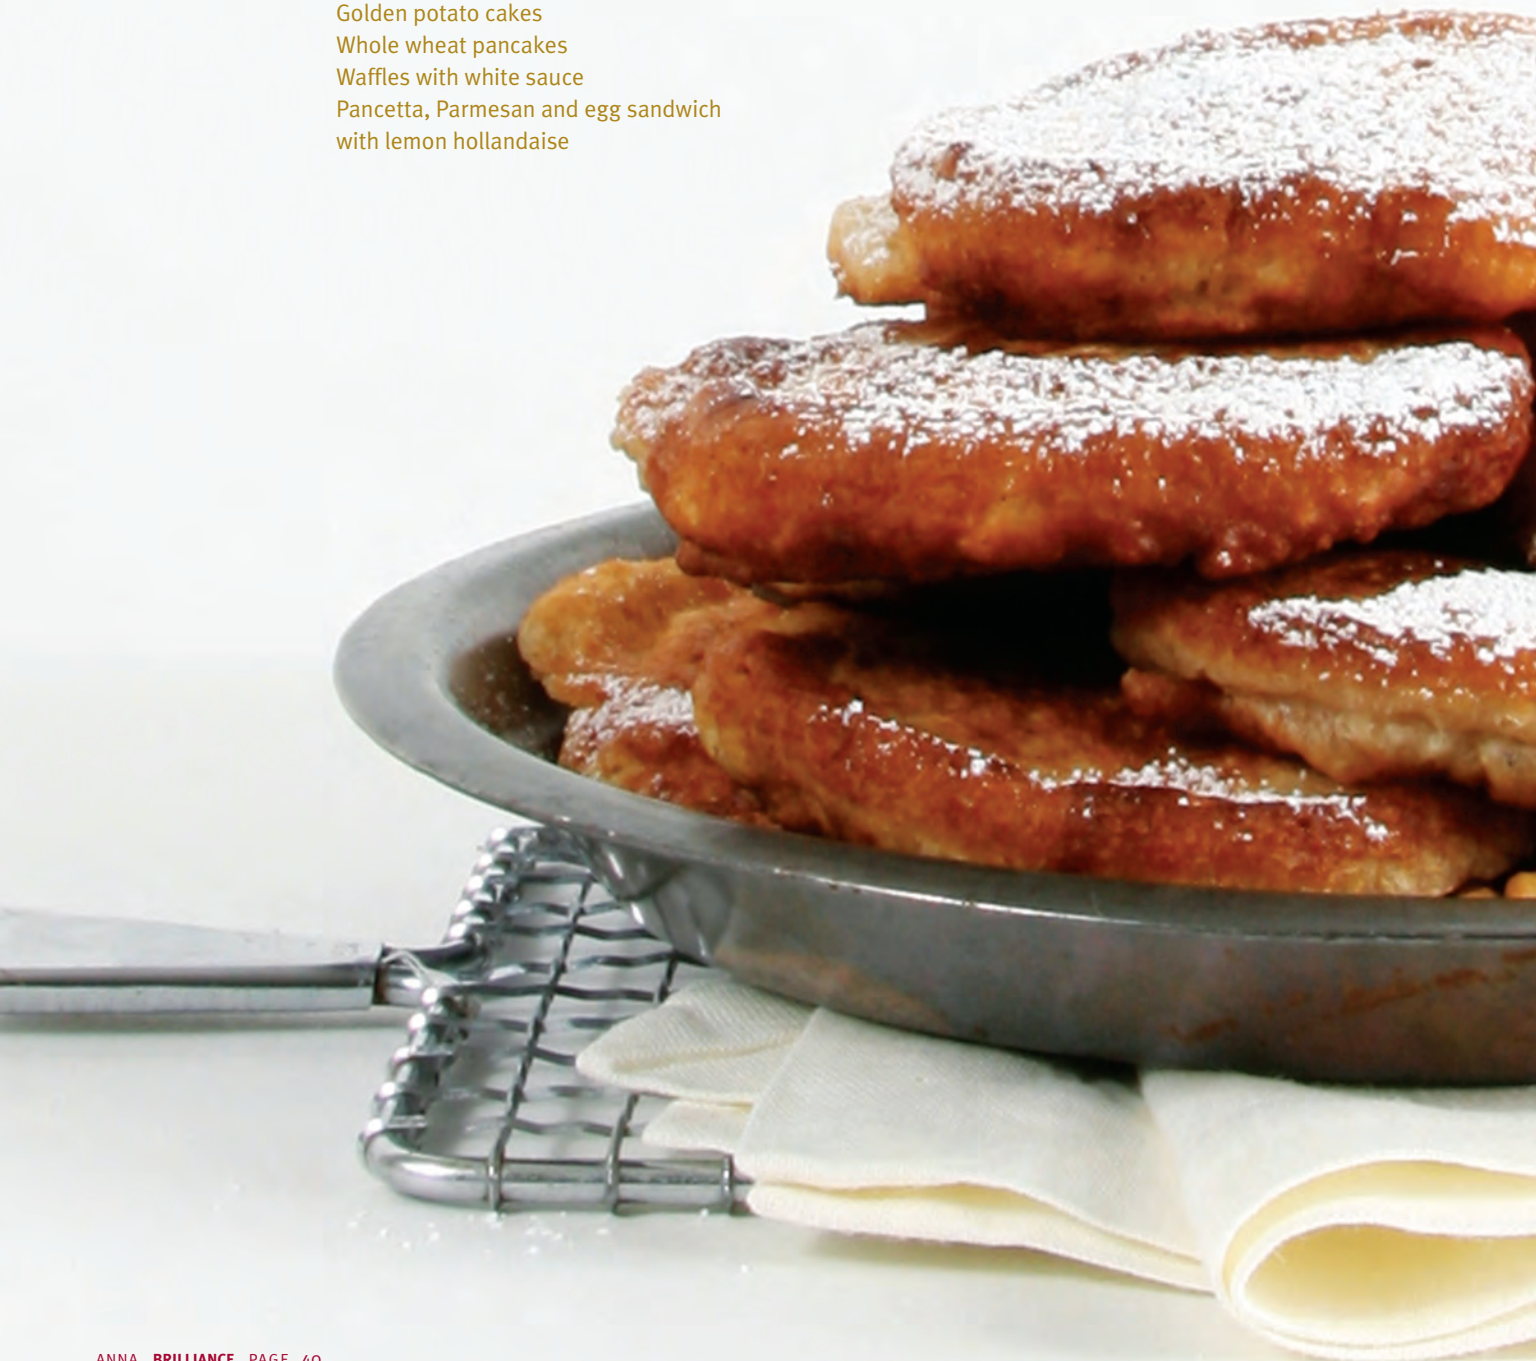 Golden potato cakes
Whole wheat pancakes
Waffles with white sauce
Pancetta, Parmesan and egg sandwich
with lemon hollandaise
ANNA BRILLIANCE PAGE 40